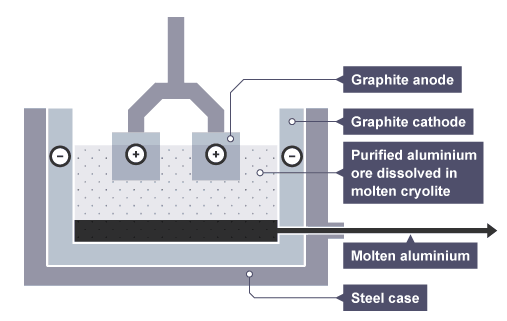 Graphite anode
Graphite cathode
Purified aluminium
ore dissolved in
molten cryolite
Molten aluminium
Steel case
+
+
−
−